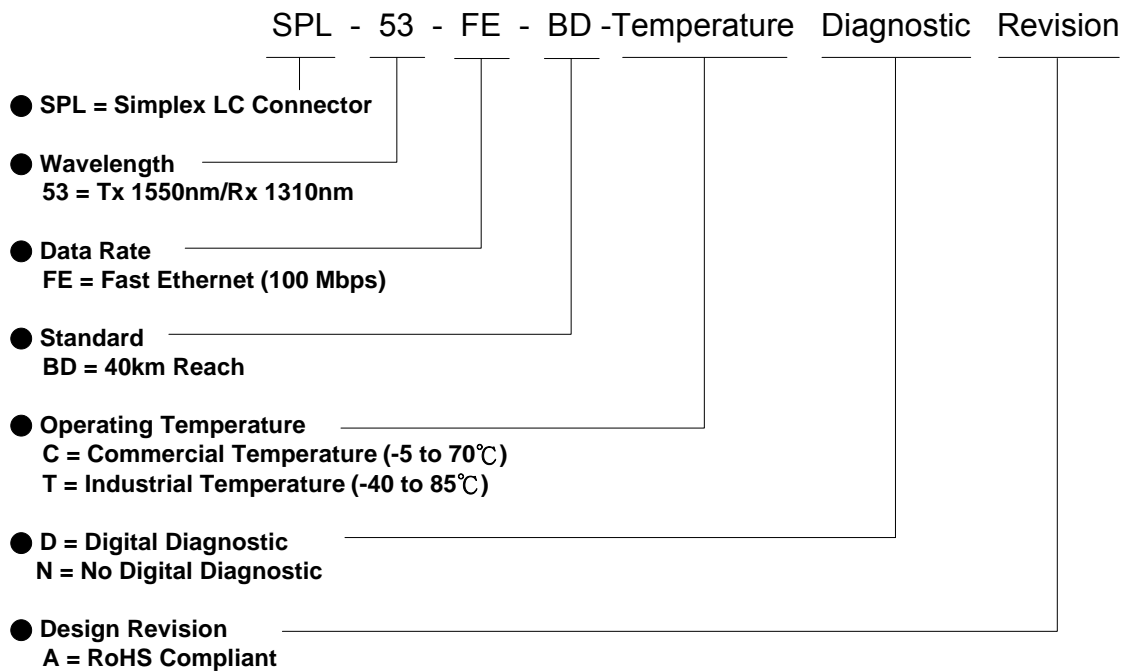 SPL - 53 - FE - BD -Temperature Diagnostic Revision
● SPL = Simplex LC Connector
● Wavelength
53 = Tx 1550nm/Rx 1310nm
● Data Rate
FE = Fast Ethernet (100 Mbps)
● Standard
BD = 40km Reach
● Operating Temperature
C = Commercial Temperature (-5 to 70℃)
T = Industrial Temperature (-40 to 85℃)
● D = Digital Diagnostic
N = No Digital Diagnostic
● Design Revision
A = RoHS Compliant